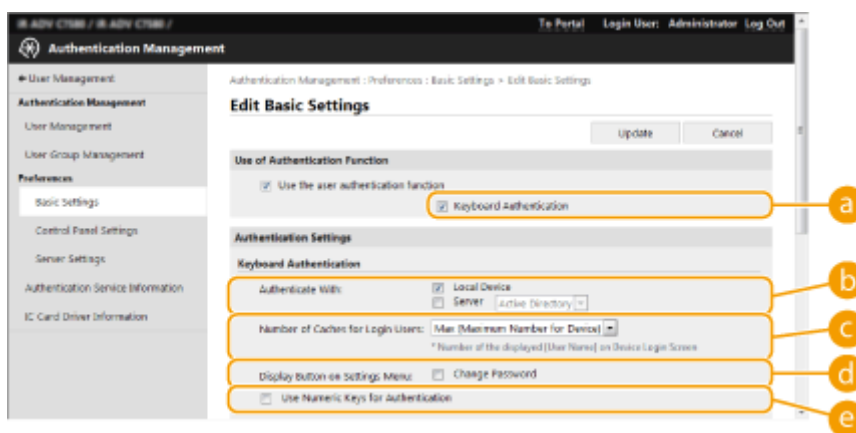 To Portal Login User: Administrator Log Out
Authentication Management
User Management Authentication Management : Preferences : Basic Settings > Edit Basic Settings
Authentication Management
Edit Basic Settings
User Management
Update Cancel
User Group Management
Use of Authentication Function
Preferences
Use the user authentication function
Basic Settings
Keyboard Authentication
a
Control Panel Settings
Authentication Settings
Server Settings
Keyboard Authentication
Authentication Service Information
Authenticate With: Local Device
b
Server Active Directory
IC Card Driver Information
Number of Caches for Login Users: Max (Maximum Number for Device)
c
* Number of the displayed [User Name] on Device Login Screen
Display Button on Settings Menu: Change Password
d
Use Numeric Keys for Authentication
e